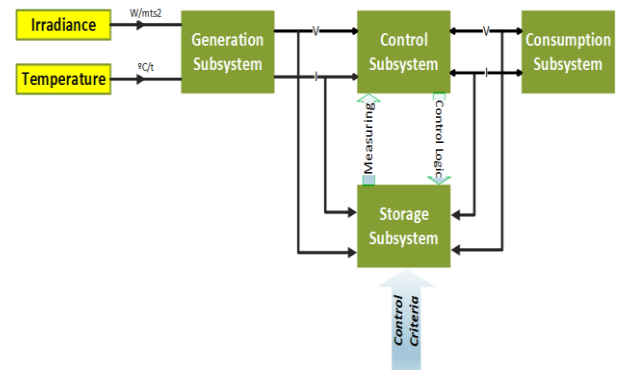 Irradiance
W/mts2
Temperature
ºC/t
Generation
Subsystem
V
I
Control
Subsystem
V
I
Consumption
Subsystem
Measuring
Control Logic
Storage
Subsystem
Control
Criteria